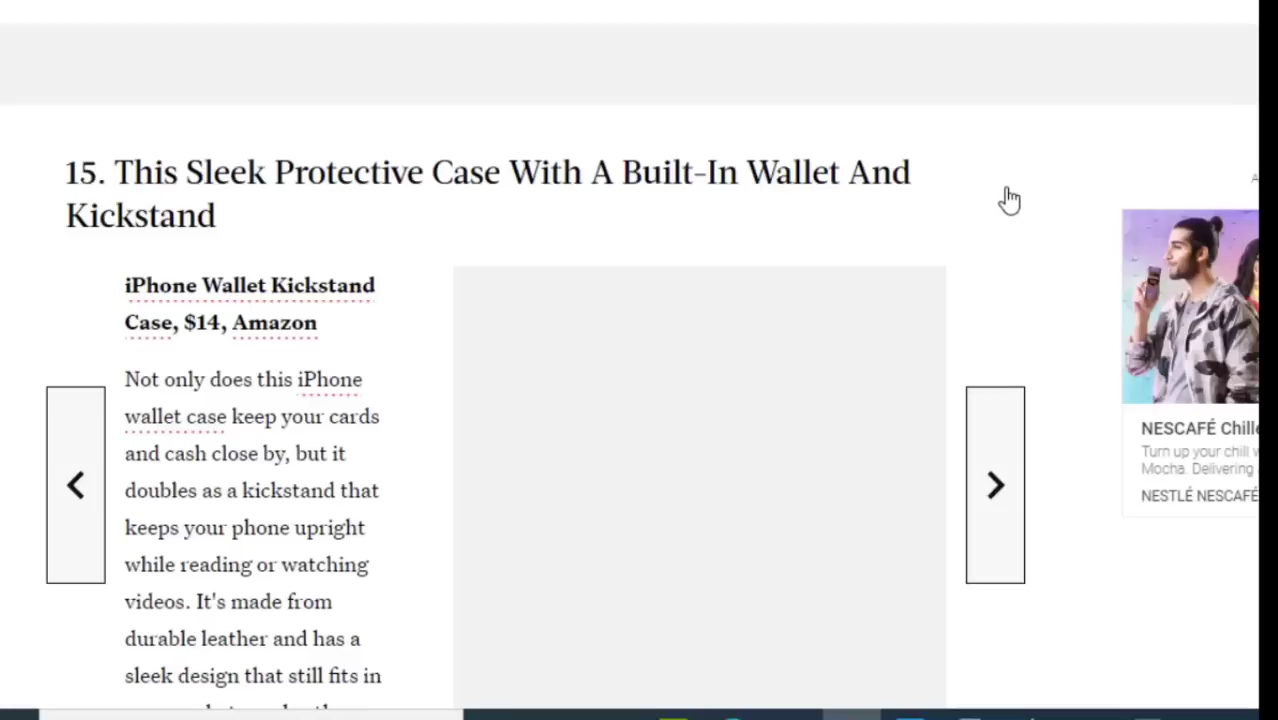 15. This Sleek Protective Case With A Built-In Wallet And
Kickstand
iPhone Wallet Kickstand
Case, $14, Amazon
Not only does this iPhone
wallet case keep your cards
and cash close by, but it
doubles as a kickstand that
keeps your phone upright
while reading or watching
videos. It's made from
durable leather and has a
sleek design that still fits in
NESCAFÉ
Turn up your chill
Mocha. Delivering
NESTLÉ NESCAFÉ